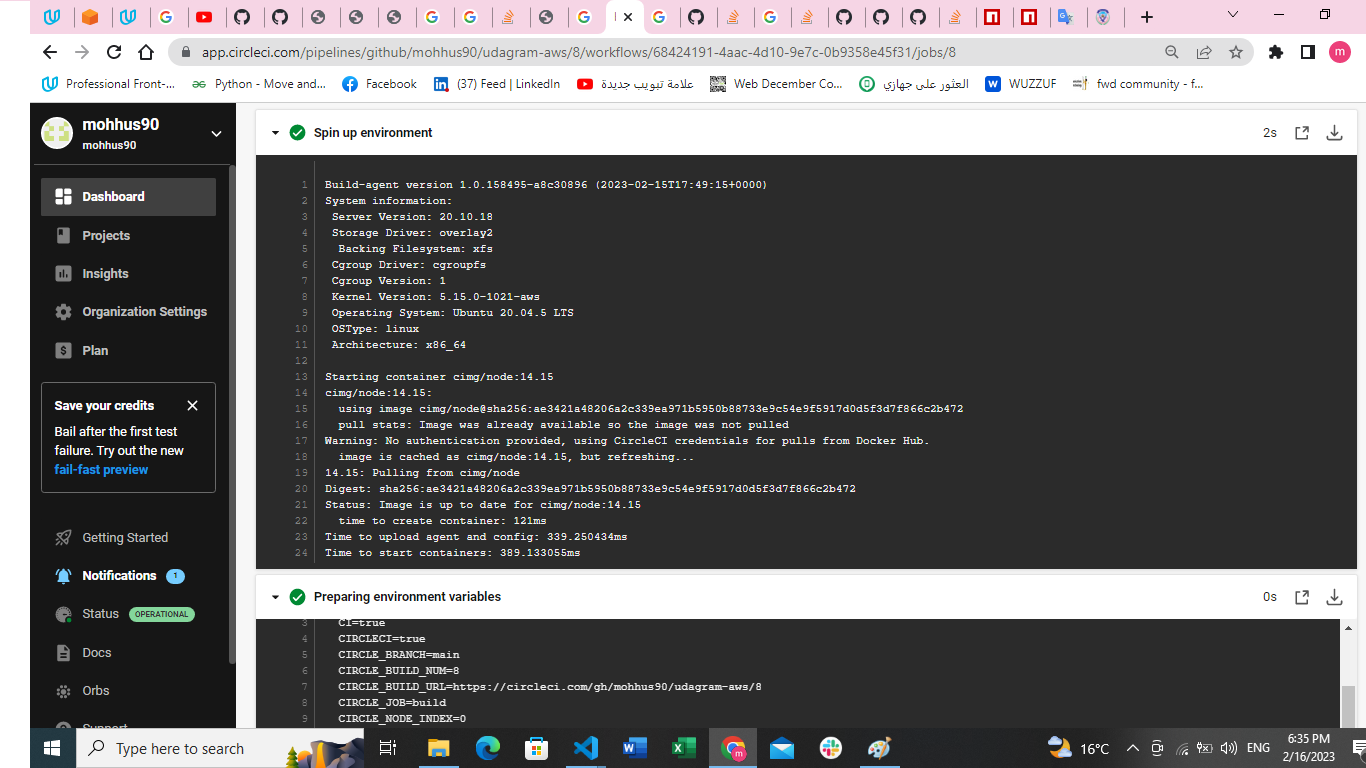 app.circleci.com/pipelines/github/mohhus90/udagram-aws/8/workflows/68424191-4aac-4d10-9e7c-0b9358e45f31/jobs/8
m
Professional Front-...
Python - Move and...
Facebook
(37) Feed | LinkedIn
علامة تبويب جديدة
Web December Co...
العثور على جهازي
WUZZUF
fwd community - f...
mohhus90
mohhus90
Dashboard
Projects
Insights
Organization Settings
Plan
Save your credits
Bail after the first test
failure. Try out the new
fail-fast preview
Getting Started
Notifications 1
Status OPERATIONAL
Docs
Orbs
Support
Spin up environment 2s
1 Build-agent version 1.0.158495-a8c30896 (2023-02-15T17:49:15+0000)
2 System information:
3 Server Version: 20.10.18
4 Storage Driver: overlay2
5 Backing Filesystem: xfs
6 Cgroup Driver: cgroupfs
7 Cgroup Version: 1
8 Kernel Version: 5.15.0-1021-aws
9 Operating System: Ubuntu 20.04.5 LTS
10 OSType: linux
11 Architecture: x86_64
12
13 Starting container cimg/node:14.15
14 cimg/node:14.15:
15 using image cimg/node@sha256:ae3421a48206a2c339ea971b5950b88733e9c54e9f5917d0d5f3d7f866c2b472
16 pull stats: Image was already available so the image was not pulled
17 Warning: No authentication provided, using CircleCI credentials for pulls from Docker Hub.
18 image is cached as cimg/node:14.15, but refreshing...
19 14.15: Pulling from cimg/node
20 Digest: sha256:ae3421a48206a2c339ea971b5950b88733e9c54e9f5917d0d5f3d7f866c2b472
21 Status: Image is up to date for cimg/node:14.15
22 time to create container: 121ms
23 Time to upload agent and config: 339.250434ms
24 Time to start containers: 389.133055ms
Preparing environment variables 0s
3 CI=true
4 CIRCLECI=true
5 CIRCLE_BRANCH=main
6 CIRCLE_BUILD_NUM=8
7 CIRCLE_BUILD_URL=https://circleci.com/gh/mohhus90/udagram-aws/8
8 CIRCLE_JOB=build
9 CIRCLE_NODE_INDEX=0
Type here to search
16°C
ENG
6:35 PM
2/16/2023